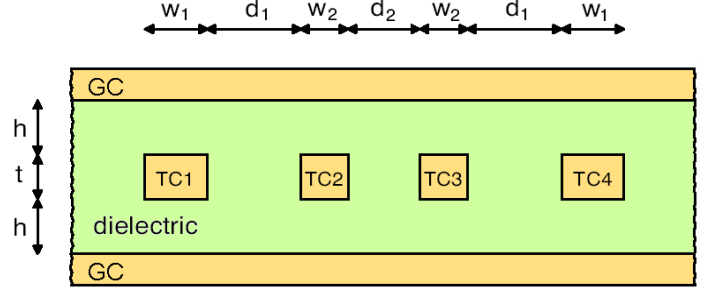 w1 d1 w2 d2 w2 d1 w1
GC
h
t
TC1 TC2 TC3 TC4
h
dielectric
GC